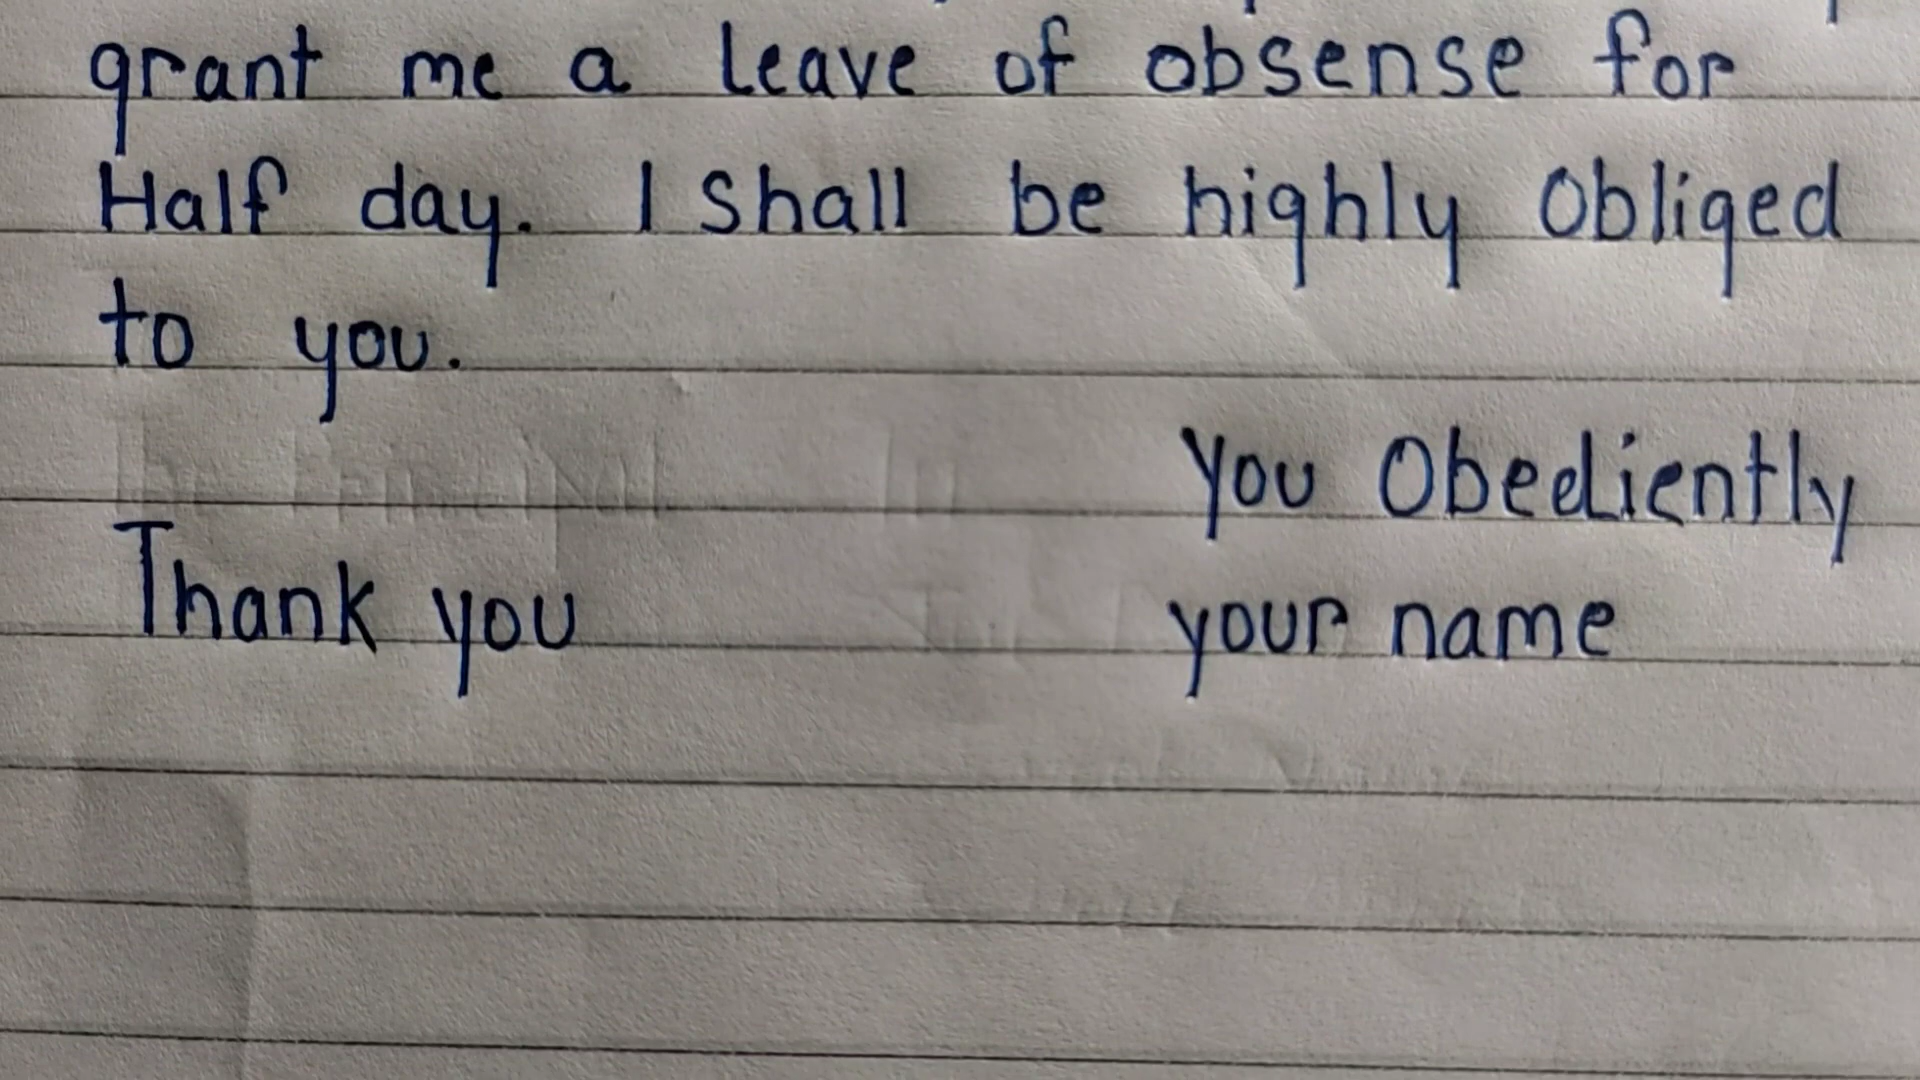 grant me a leave of obsense for
Half day. I shall be highly Obliged
to you.
You Obediently
Thank you your name